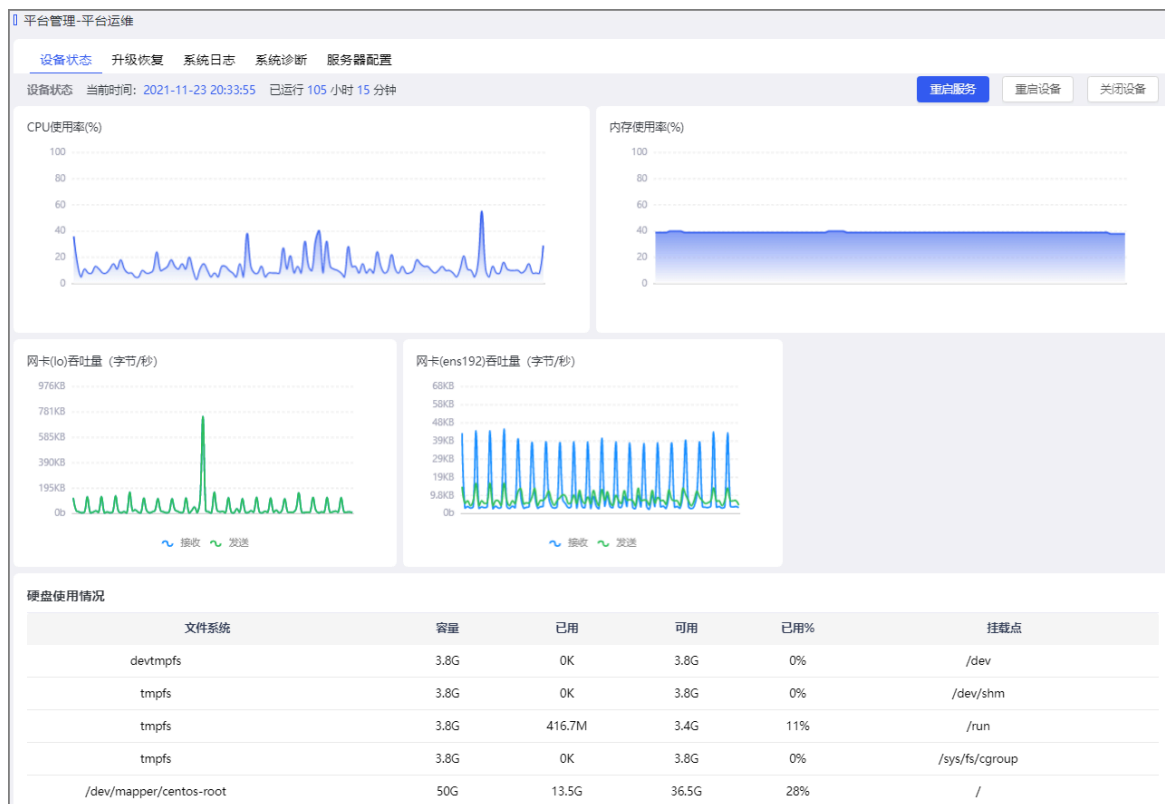 平台管理-平台运维
设备状态 升级恢复 系统日志 系统诊断 服务器配置
设备状态 当前时间: 2021-11-23 20:33:55 已运行 105 小时 15 分钟 重启服务 重启设备 关闭设备
CPU使用率(%)
100
80
60
40
20
0
内存使用率(%)
100
80
60
40
20
0
网卡(lo)吞吐量（字节/秒）
976KB
781KB
585KB
390KB
195KB
0b
接收 发送
网卡(ens192)吞吐量（字节/秒）
68KB
58KB
48KB
39KB
29KB
19KB
9.8KB
0b
接收 发送
硬盘使用情况
文件系统 容量 已用 可用 已用% 挂载点
devtmpfs 3.8G 0K 3.8G 0% /dev
tmpfs 3.8G 0K 3.8G 0% /dev/shm
tmpfs 3.8G 416.7M 3.4G 11% /run
tmpfs 3.8G 0K 3.8G 0% /sys/fs/cgroup
/dev/mapper/centos-root 50G 13.5G 36.5G 28% /